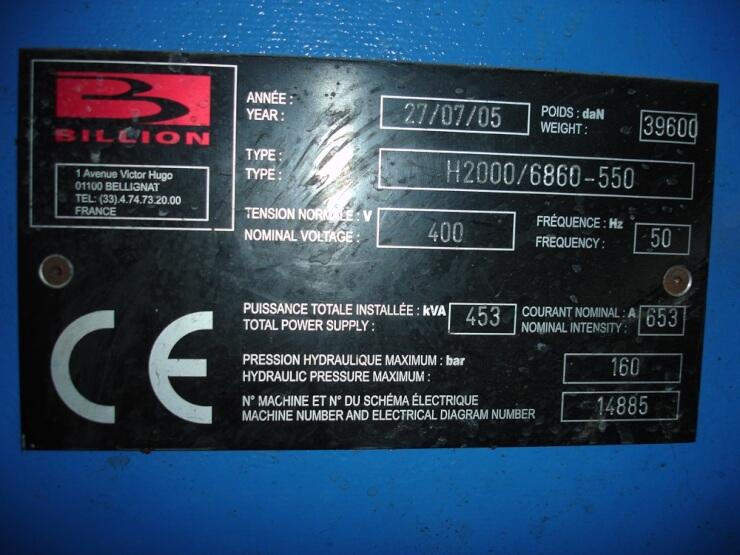 BILLION
1 Avenue Victor Hugo
01100 BELLIGNAT
TEL: (33).4.74.73.20.00
FRANCE
ANNÉE :
YEAR :
27/07/05
POIDS : daN
WEIGHT :
39600
TYPE :
TYPE :
H2000/6860-550
TENSION NORMALE : V
NOMINAL VOLTAGE :
400
FRÉQUENCE : Hz
FREQUENCY :
50
PUISSANCE TOTALE INSTALLÉE : kVA
TOTAL POWER SUPPLY :
453
COURANT NOMINAL : A
NOMINAL INTENSITY :
653
PRESSION HYDRAULIQUE MAXIMUM : bar
HYDRAULIC PRESSURE MAXIMUM :
160
N° MACHINE ET N° DU SCHÉMA ÉLECTRIQUE
MACHINE NUMBER AND ELECTRICAL DIAGRAM NUMBER
14885
CE